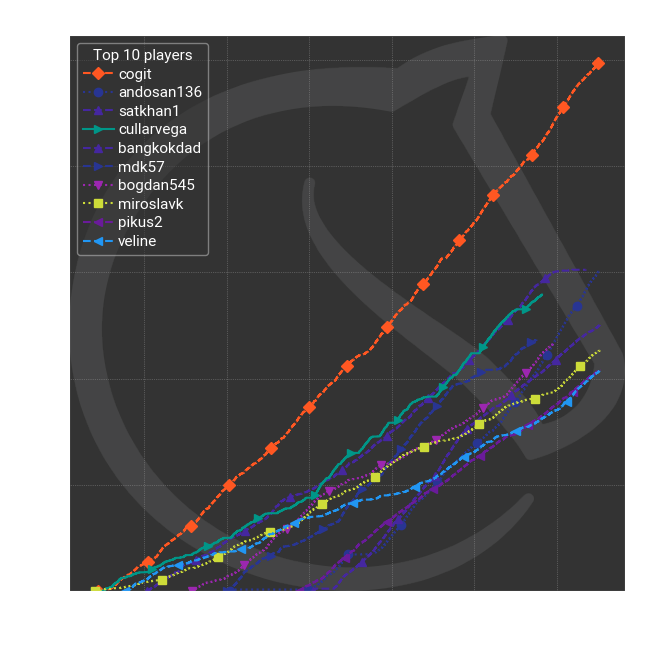 Top 10 players
cogit
andosan136
satkhan1
cullarvega
bangkokdad
mdk57
bogdan545
miroslavk
pikus2
veline